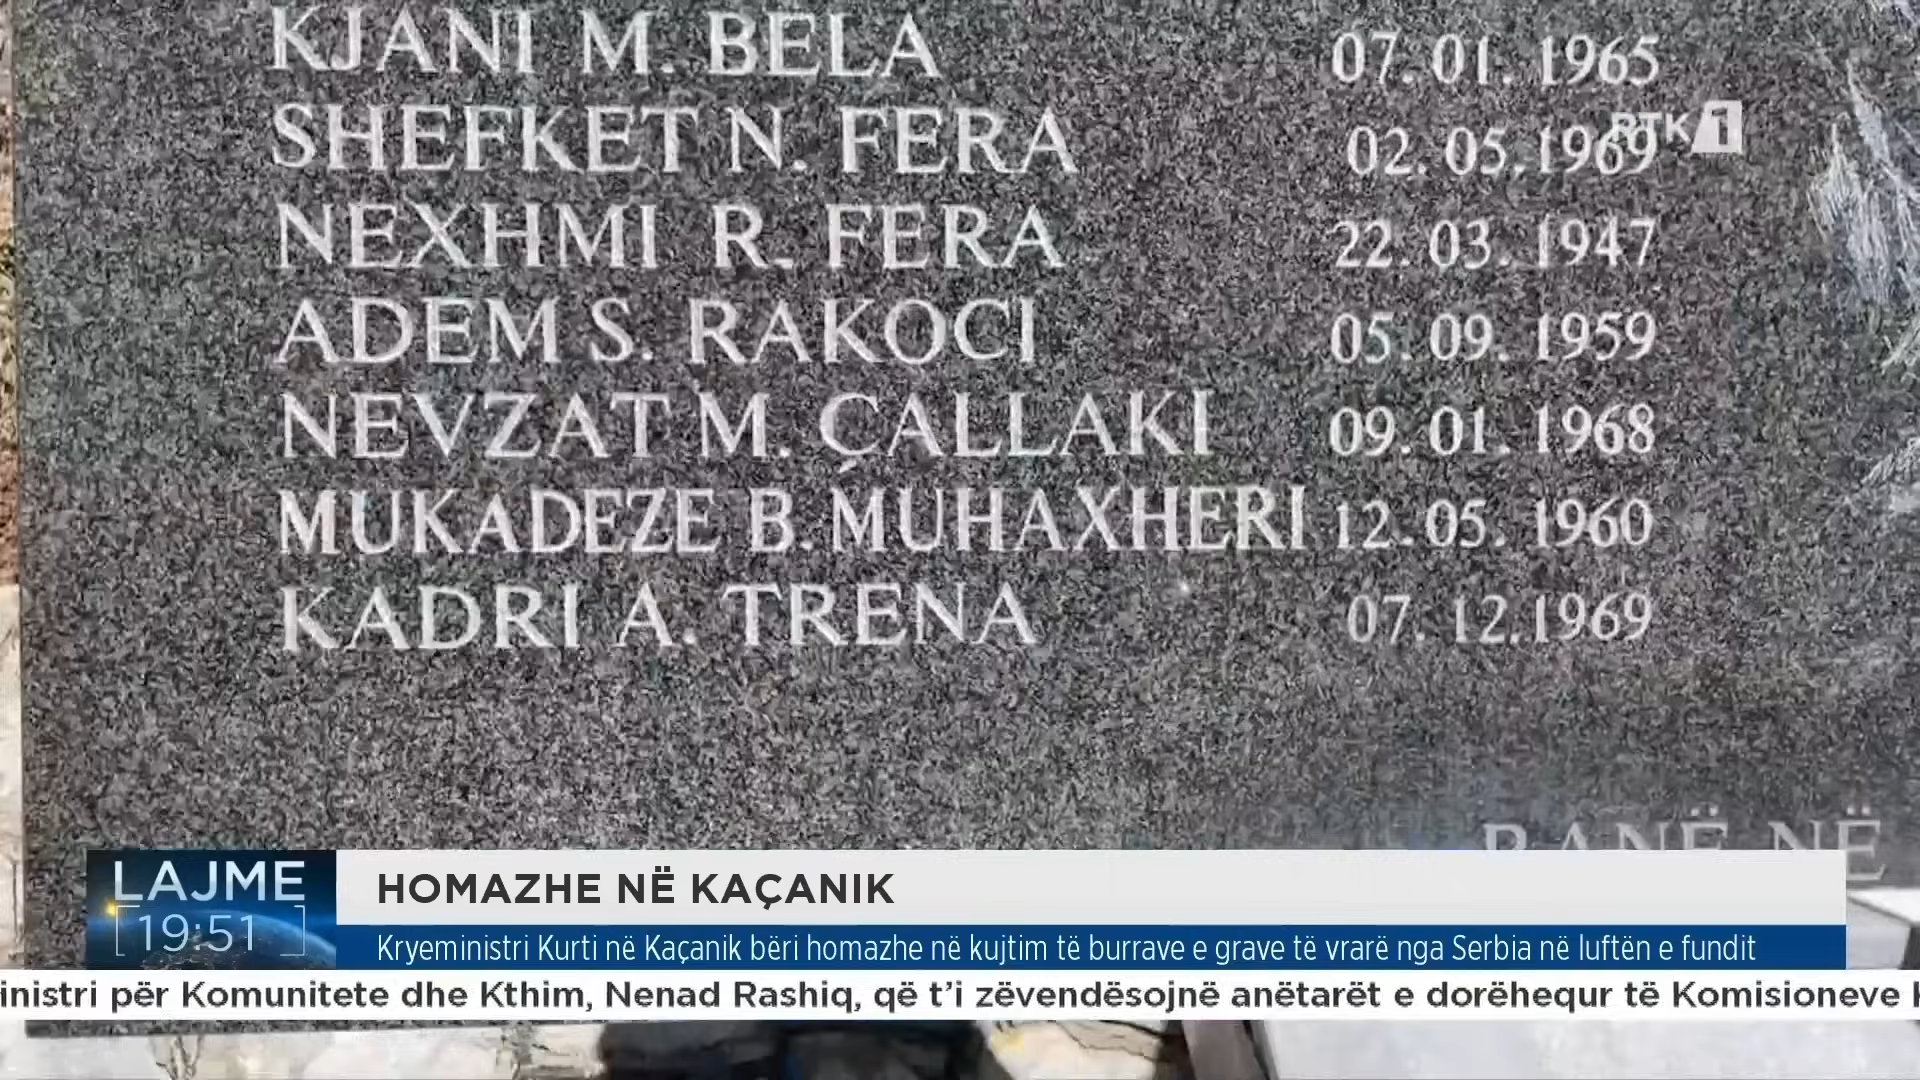 KJANI M. BELA 07. 01. 1965
SHEFKET N. FERA 02. 05. 1969
RTK 1
NEXHMI R. FERA 22. 03. 1947
ADEM S. RAKOCI 05. 09. 1959
NEVZAT M. ÇALLAKI 09. 01. 1968
MUKADEZE B. MUHAXHERI 12. 05. 1960
KADRI A. TRENA 07. 12. 1969
RANË NË
LAJME
19:51
HOMAZHE NË KAÇANIK
Kryeministri Kurti në Kaçanik bëri homazhe në kujtim të burrave e grave të vrarë nga Serbia në luftën e fundit
inistri për Komunitete dhe Kthim, Nenad Rashiq, që t’i zëvendësojnë anëtarët e dorëhequr të Komisioneve